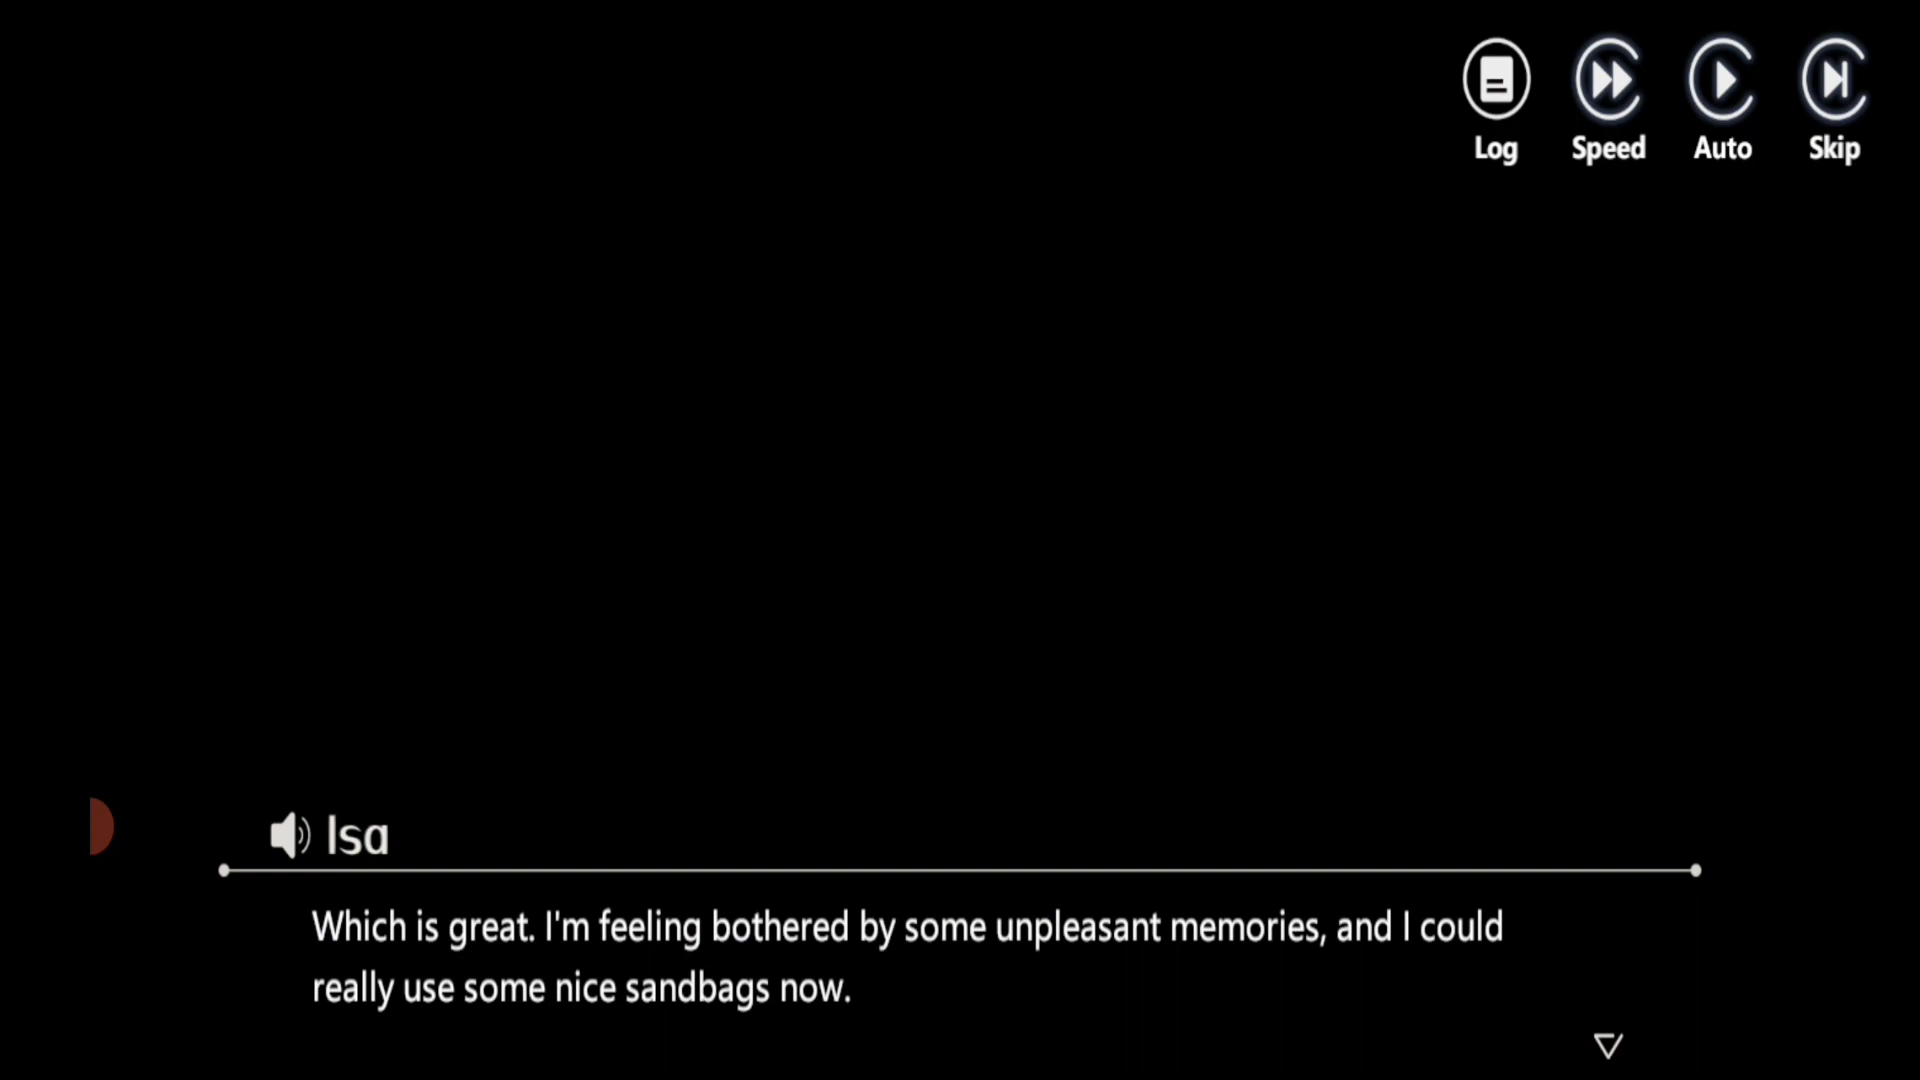 Log
Speed
Auto
Skip
Isa
Which is great. I'm feeling bothered by some unpleasant memories, and I could
really use some nice sandbags now.